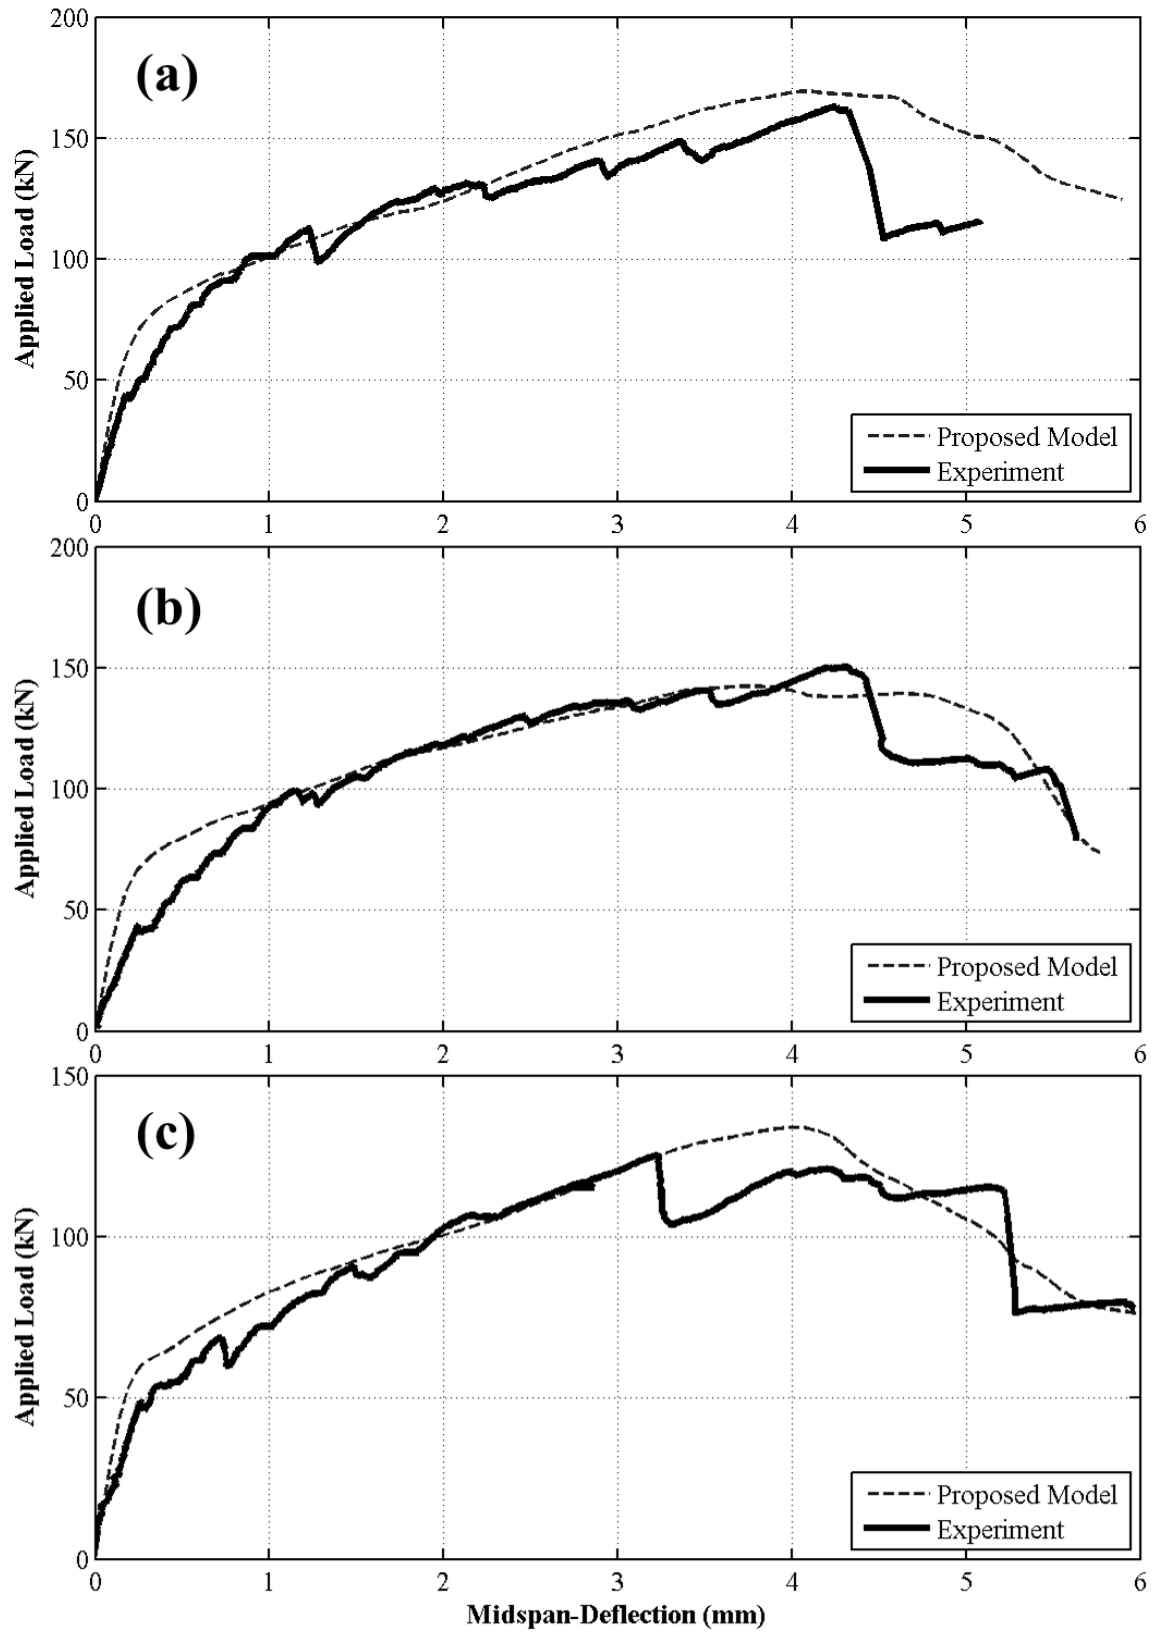 200
(a)
150
Applied Load (kN)
100
50
Proposed Model
Experiment
0
0 1 2 3 4 5 6
200
(b)
150
Applied Load (kN)
100
50
Proposed Model
Experiment
0
0 1 2 3 4 5 6
150
(c)
100
Applied Load (kN)
50
Proposed Model
Experiment
0
0 1 2 3 4 5 6
Midspan-Deflection (mm)